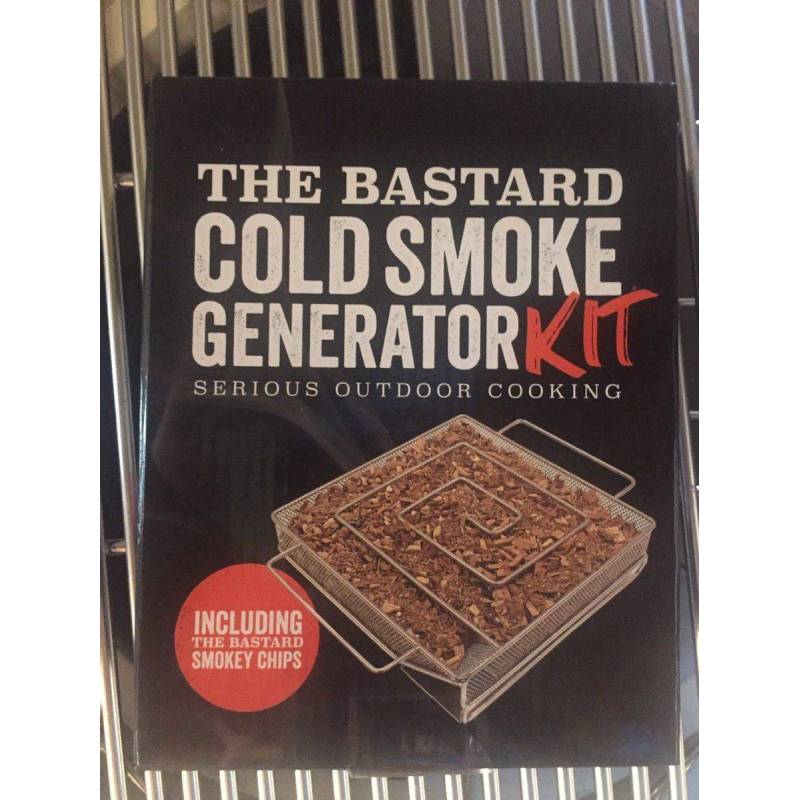 THE BASTARD
COLD SMOKE
GENERATOR KIT
SERIOUS OUTDOOR COOKING
INCLUDING
THE BASTARD
SMOKEY CHIPS